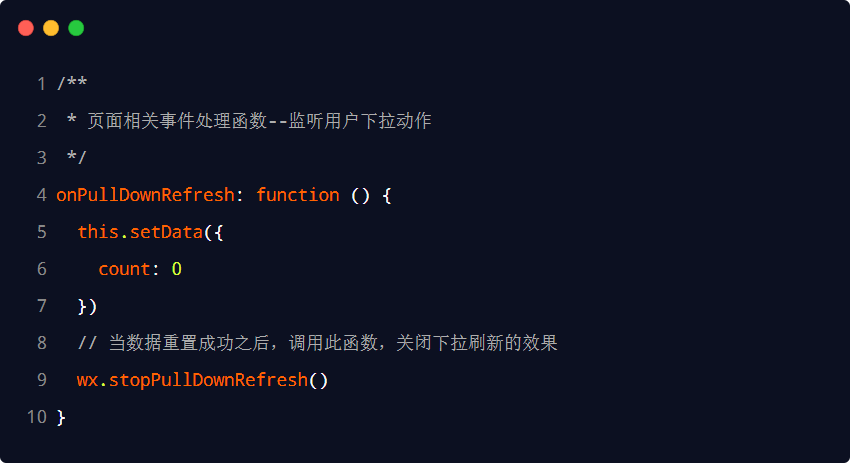 1 /**
2  * 页面相关事件处理函数--监听用户下拉动作
3  */
4 onPullDownRefresh: function () {
5   this.setData({
6     count: 0
7   })
8   // 当数据重置成功之后，调用此函数，关闭下拉刷新的效果
9   wx.stopPullDownRefresh()
10 }